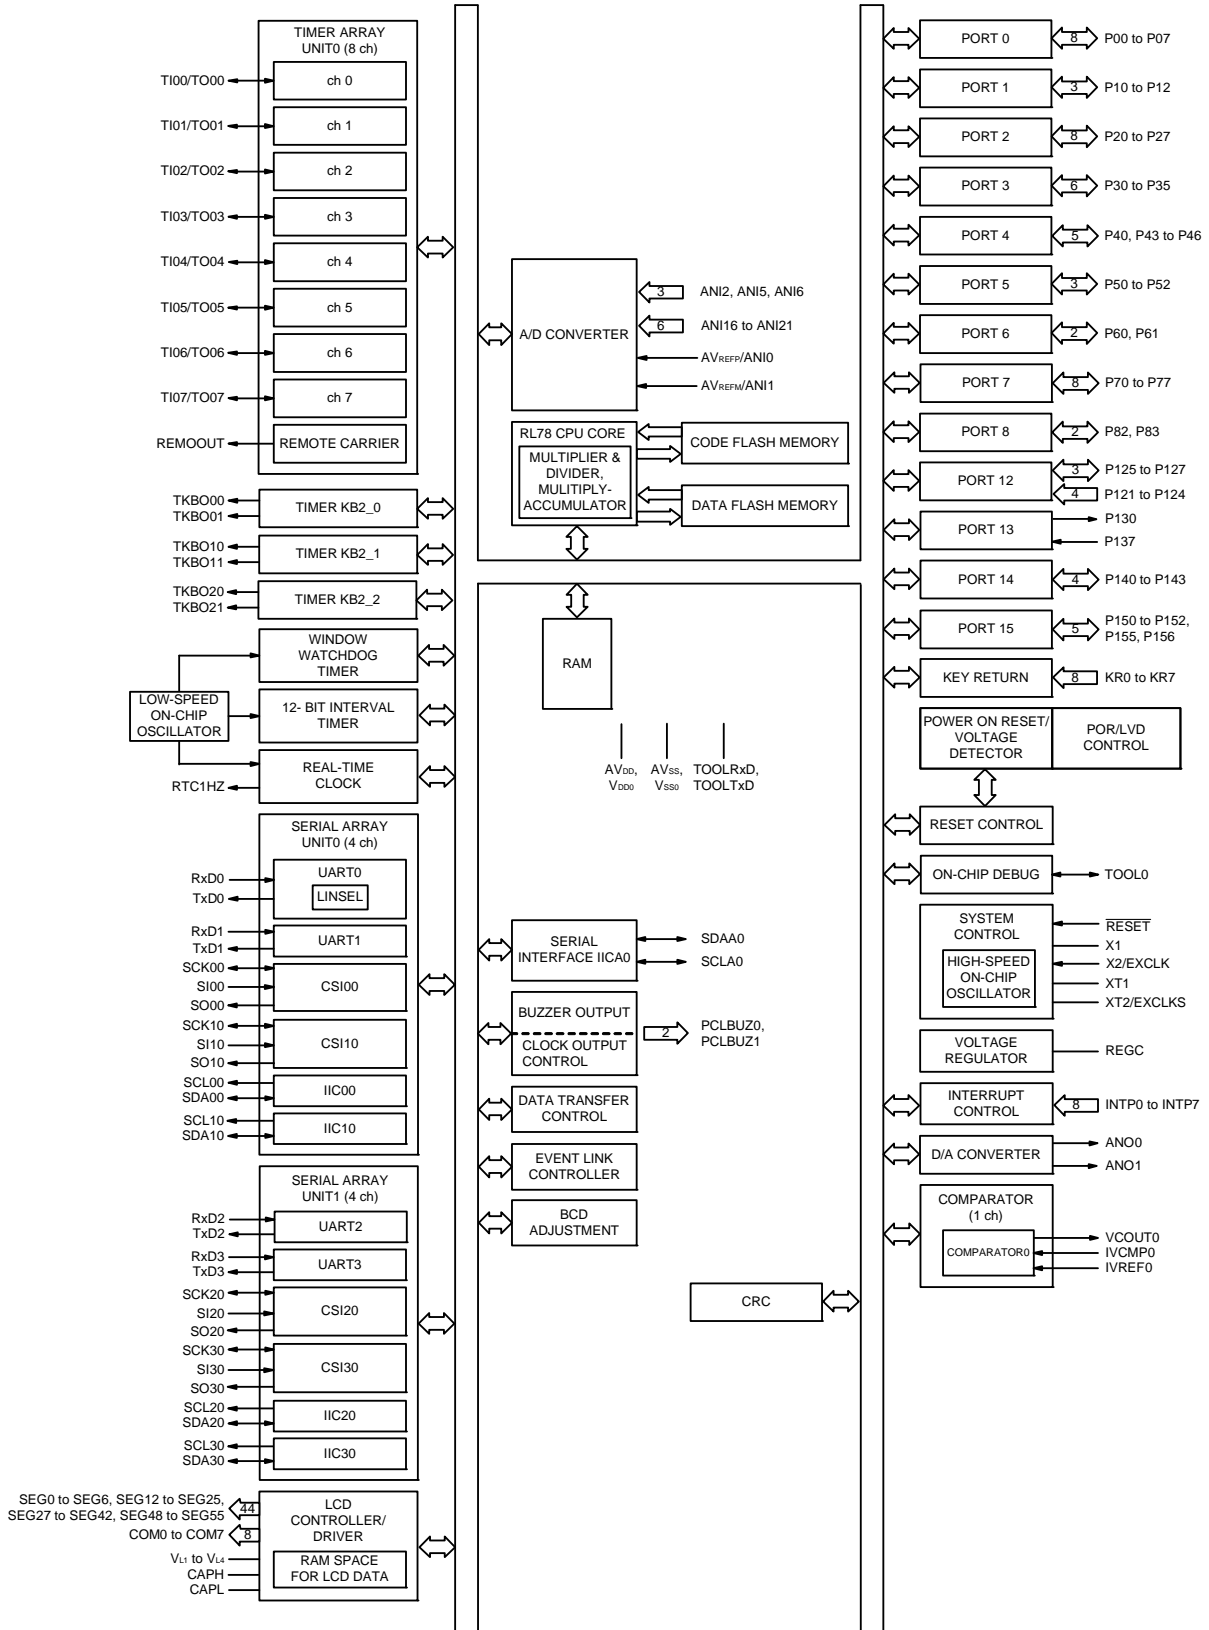 TIMER ARRAY
UNIT0 (8 ch)
TI00/TO00
ch 0
TI01/TO01
ch 1
TI02/TO02
ch 2
TI03/TO03
ch 3
TI04/TO04
ch 4
TI05/TO05
ch 5
TI06/TO06
ch 6
TI07/TO07
ch 7
REMOOUT
REMOTE CARRIER
TKBO00
TKBO01
TIMER KB2_0
TKBO10
TKBO11
TIMER KB2_1
TKBO20
TKBO21
TIMER KB2_2
WINDOW
WATCHDOG
TIMER
LOW-SPEED
ON-CHIP
OSCILLATOR
12- BIT INTERVAL
TIMER
REAL-TIME
CLOCK
RTC1HZ
SERIAL ARRAY
UNIT0 (4 ch)
RxD0
TxD0
UART0
LINSEL
RxD1
TxD1
UART1
SCK00
SI00
SO00
CSI00
SCK10
SI10
SO10
CSI10
SCL00
SDA00
IIC00
SCL10
SDA10
IIC10
SERIAL ARRAY
UNIT1 (4 ch)
RxD2
TxD2
UART2
RxD3
TxD3
UART3
SCK20
SI20
SO20
CSI20
SCK30
SI30
SO30
CSI30
SCL20
SDA20
IIC20
SCL30
SDA30
IIC30
SEG0 to SEG6, SEG12 to SEG25,
SEG27 to SEG42, SEG48 to SEG55
44
COM0 to COM7
8
VL1 to VL4
CAPH
CAPL
LCD
CONTROLLER/
DRIVER
RAM SPACE
FOR LCD DATA
A/D CONVERTER
3
ANI2, ANI5, ANI6
6
ANI16 to ANI21
AVREFP/ANI0
AVREFM/ANI1
RL78 CPU CORE
MULTIPLIER &
DIVIDER,
MULITIPLY-
ACCUMULATOR
CODE FLASH MEMORY
DATA FLASH MEMORY
RAM
AVDD,
VDD0
AVSS,
VSS0
TOOLRxD,
TOOLTxD
SERIAL
INTERFACE IICA0
SDAA0
SCLA0
BUZZER OUTPUT
CLOCK OUTPUT
CONTROL
2
PCLBUZ0,
PCLBUZ1
DATA TRANSFER
CONTROL
EVENT LINK
CONTROLLER
BCD
ADJUSTMENT
CRC
PORT 0
8
P00 to P07
PORT 1
3
P10 to P12
PORT 2
8
P20 to P27
PORT 3
6
P30 to P35
PORT 4
5
P40, P43 to P46
PORT 5
3
P50 to P52
PORT 6
2
P60, P61
PORT 7
8
P70 to P77
PORT 8
2
P82, P83
PORT 12
3
P125 to P127
4
P121 to P124
PORT 13
P130
P137
PORT 14
4
P140 to P143
PORT 15
5
P150 to P152,
P155, P156
KEY RETURN
8
KR0 to KR7
POWER ON RESET/
VOLTAGE
DETECTOR
POR/LVD
CONTROL
RESET CONTROL
ON-CHIP DEBUG
TOOL0
SYSTEM
CONTROL
HIGH-SPEED
ON-CHIP
OSCILLATOR
RESET
X1
X2/EXCLK
XT1
XT2/EXCLKS
VOLTAGE
REGULATOR
REGC
INTERRUPT
CONTROL
8
INTP0 to INTP7
D/A CONVERTER
ANO0
ANO1
COMPARATOR
(1 ch)
COMPARATOR0
VCOUT0
IVCMP0
IVREF0